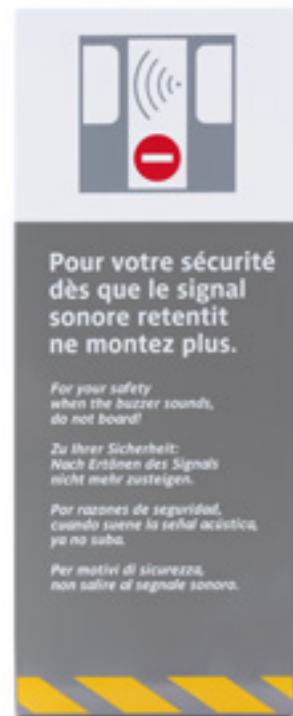 Pour votre sécurité
dès que le signal
sonore retentit
ne montez plus.
For your safety
when the buzzer sounds,
do not board!
Zu Ihrer Sicherheit:
Nach Ertönen des Signals
nicht mehr zusteigen.
Por razones de seguridad,
cuando suene la señal acústica,
ya no suba.
Per motivi di sicurezza,
non salire al segnale sonoro.